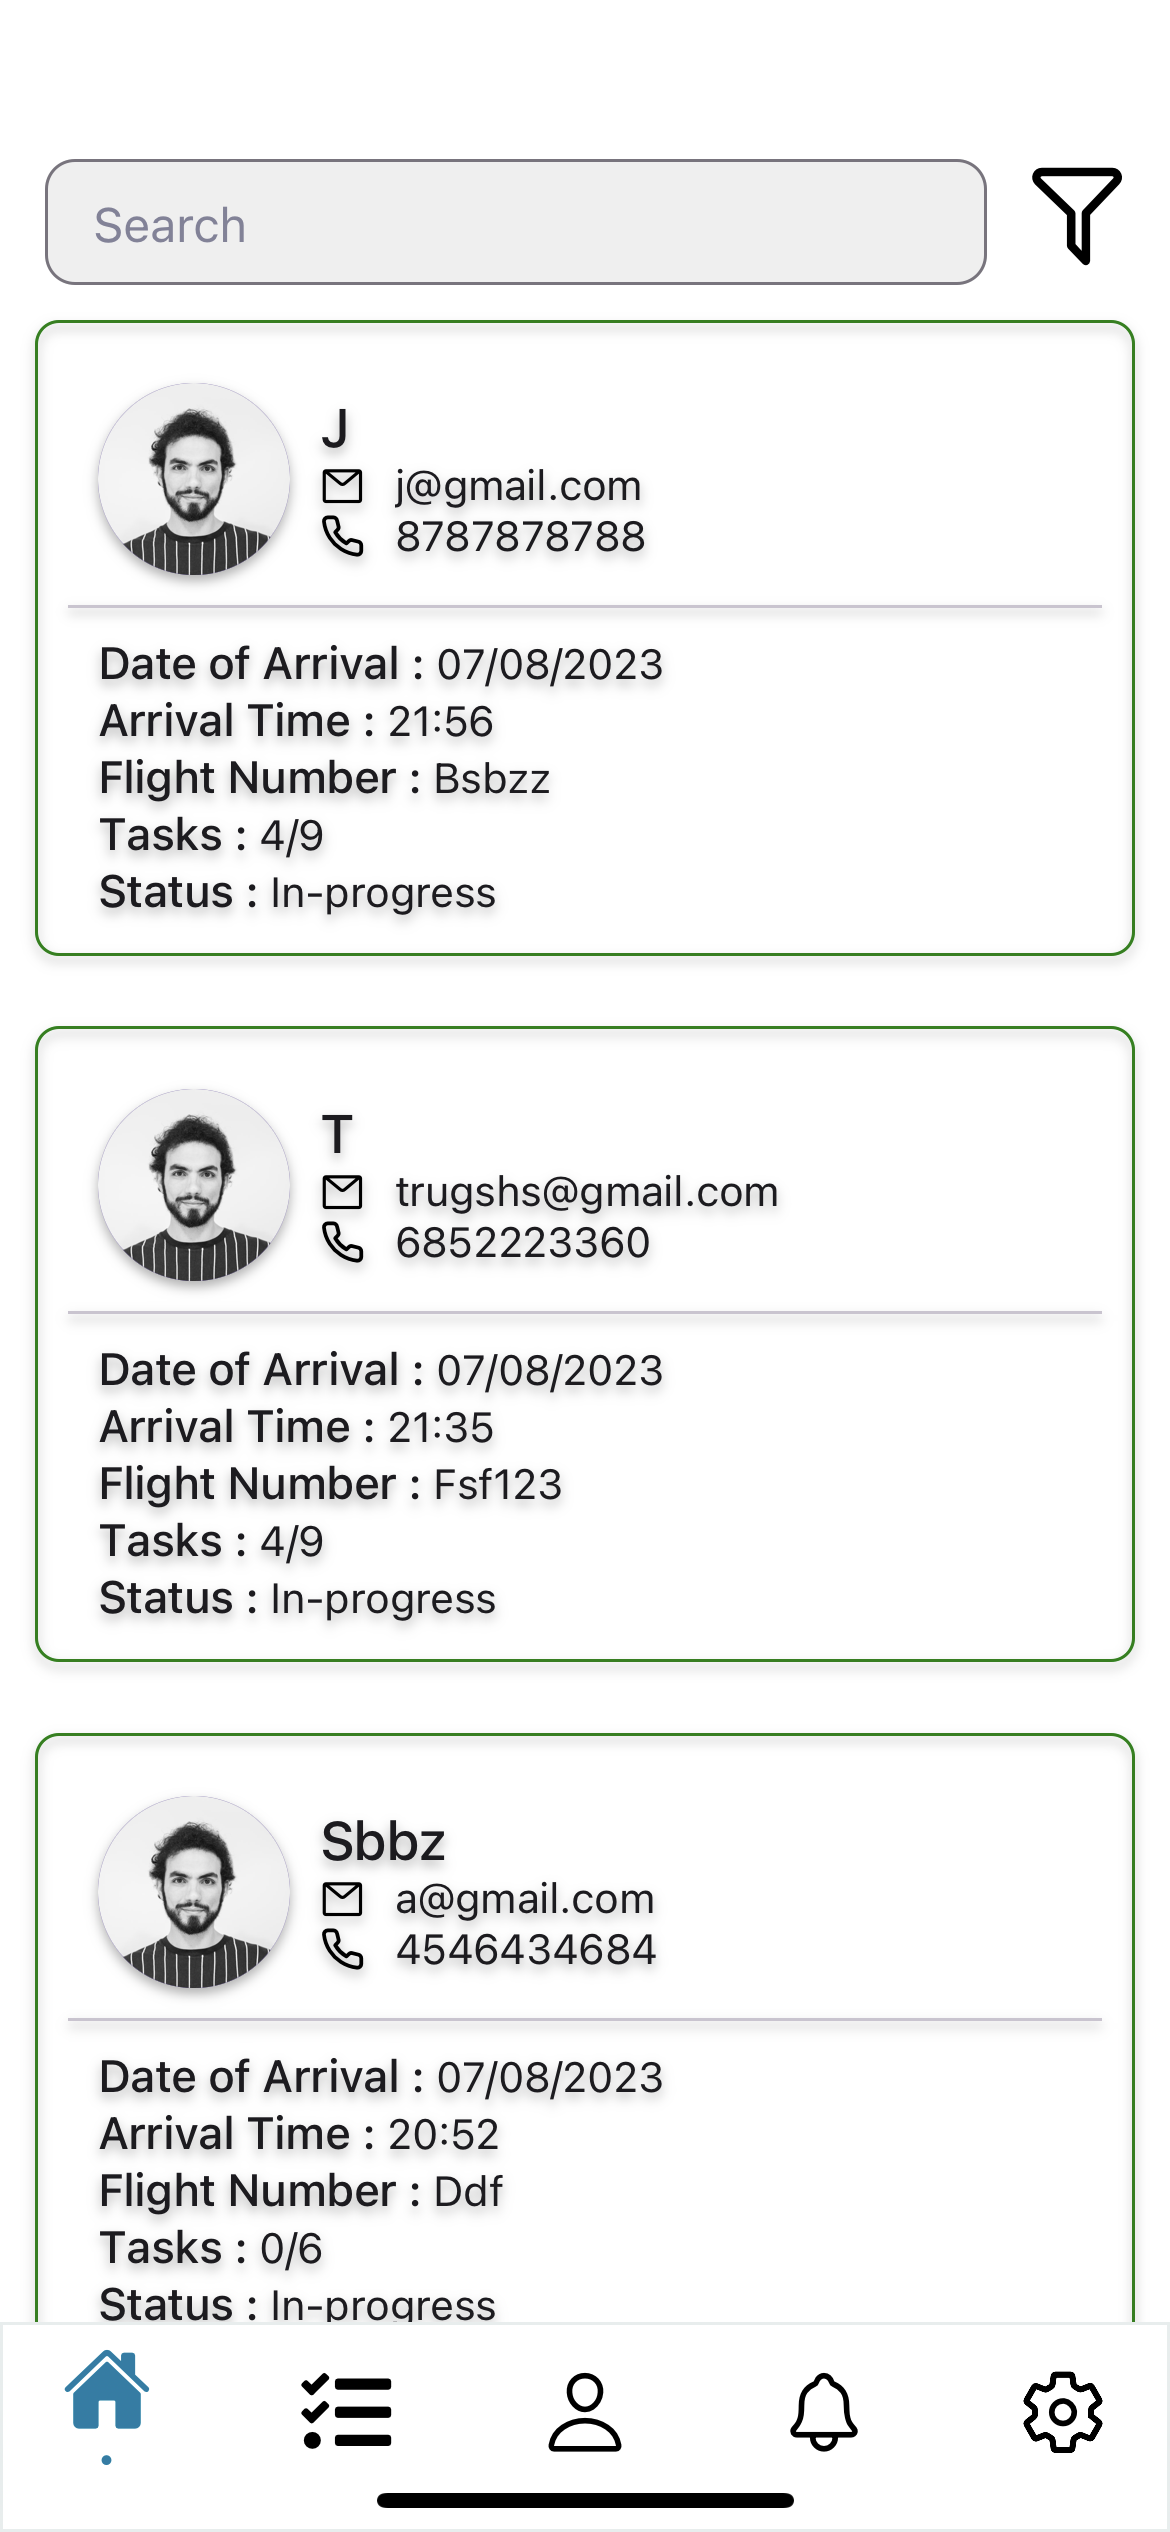 Search
J
j@gmail.com
8787878788
Date of Arrival : 07/08/2023
Arrival Time : 21:56
Flight Number : Bsbzz
Tasks : 4/9
Status : In-progress
T
trugshs@gmail.com
6852223360
Date of Arrival : 07/08/2023
Arrival Time : 21:35
Flight Number : Fsf123
Tasks : 4/9
Status : In-progress
Sbbz
a@gmail.com
4546434684
Date of Arrival : 07/08/2023
Arrival Time : 20:52
Flight Number : Ddf
Tasks : 0/6
Status : In-progress